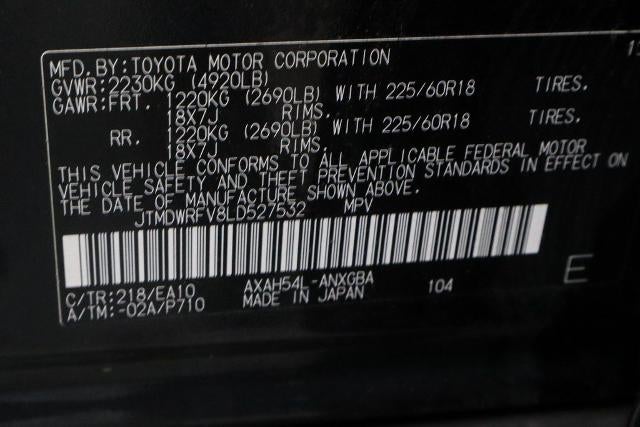 MFD. BY: TOYOTA MOTOR CORPORATION
GVWR: 2230KG (4920LB)
GAWR: FRT. 1220KG (2690LB) WITH 225/60R18 TIRES.
18X7J RIMS.
RR. 1220KG (2690LB) WITH 225/60R18 TIRES.
18X7J RIMS.
THIS VEHICLE CONFORMS TO ALL APPLICABLE FEDERAL MOTOR
VEHICLE SAFETY AND THEFT PREVENTION STANDARDS IN EFFECT ON
THE DATE OF MANUFACTURE SHOWN ABOVE.
JTMDWRFV8LD527532 MPV
C/TR: 218/EA10 AXAH54L-ANXGBA 104 E
A/TM: -02A/P710 MADE IN JAPAN